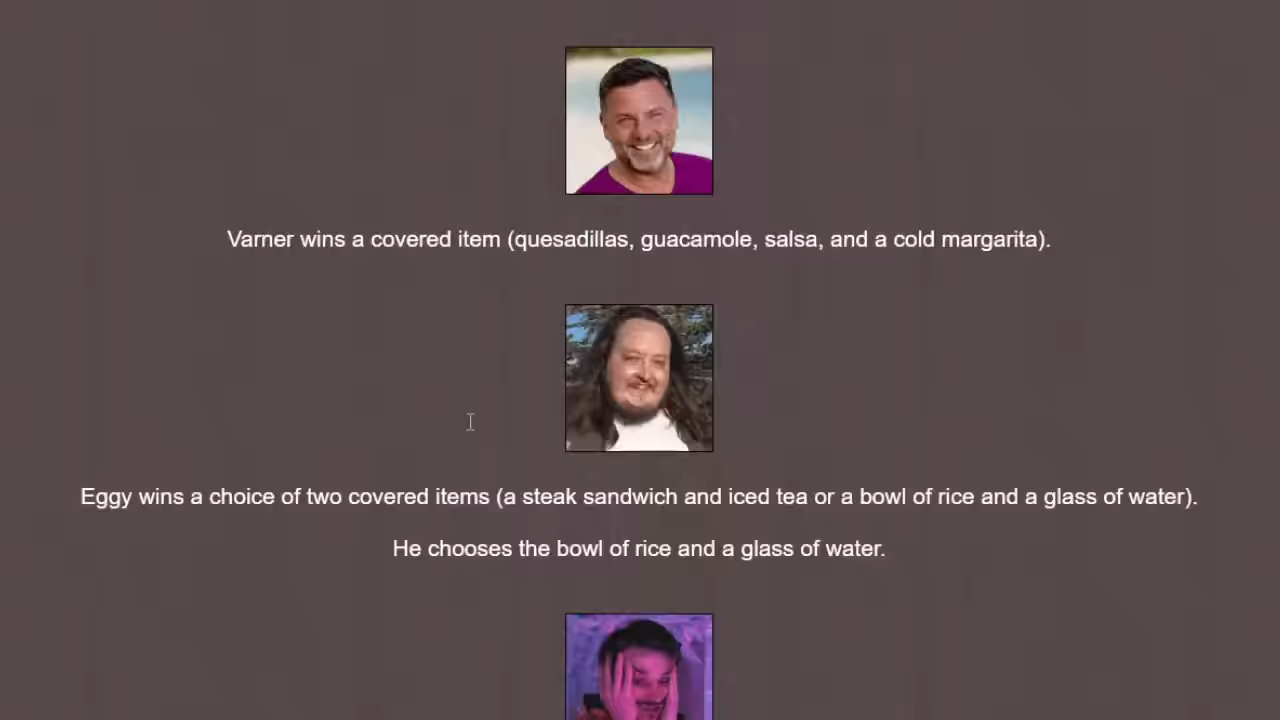 Varner wins a covered item (quesadillas, guacamole, salsa, and a cold margarita).
Eggy wins a choice of two covered items (a steak sandwich and iced tea or a bowl of rice and a glass of water).
He chooses the bowl of rice and a glass of water.